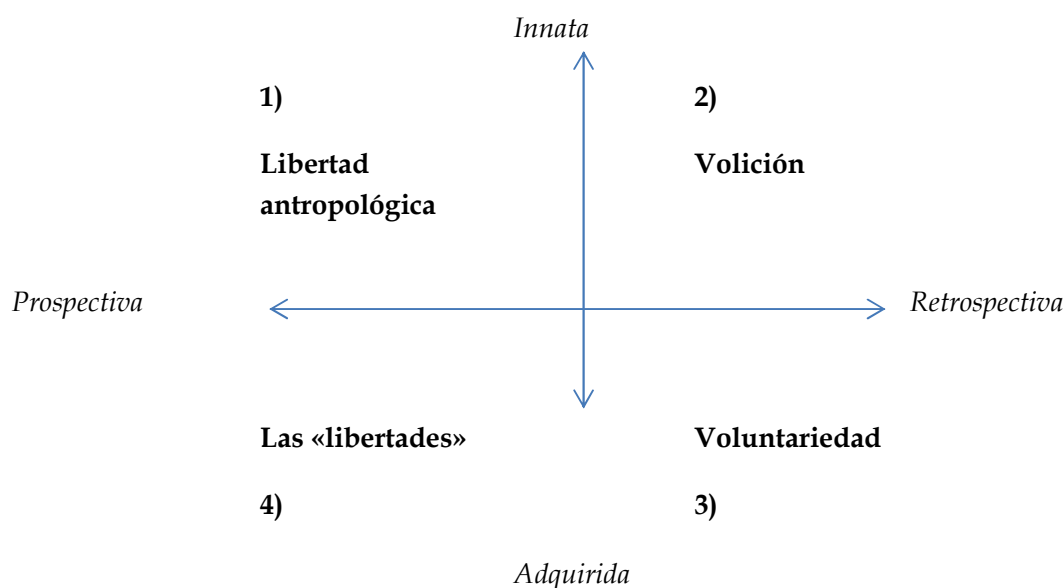 Innata
1)
2)
Libertad
antropológica
Volición
Prospectiva
Retrospectiva
Las «libertades»
Voluntariedad
4)
3)
Adquirida